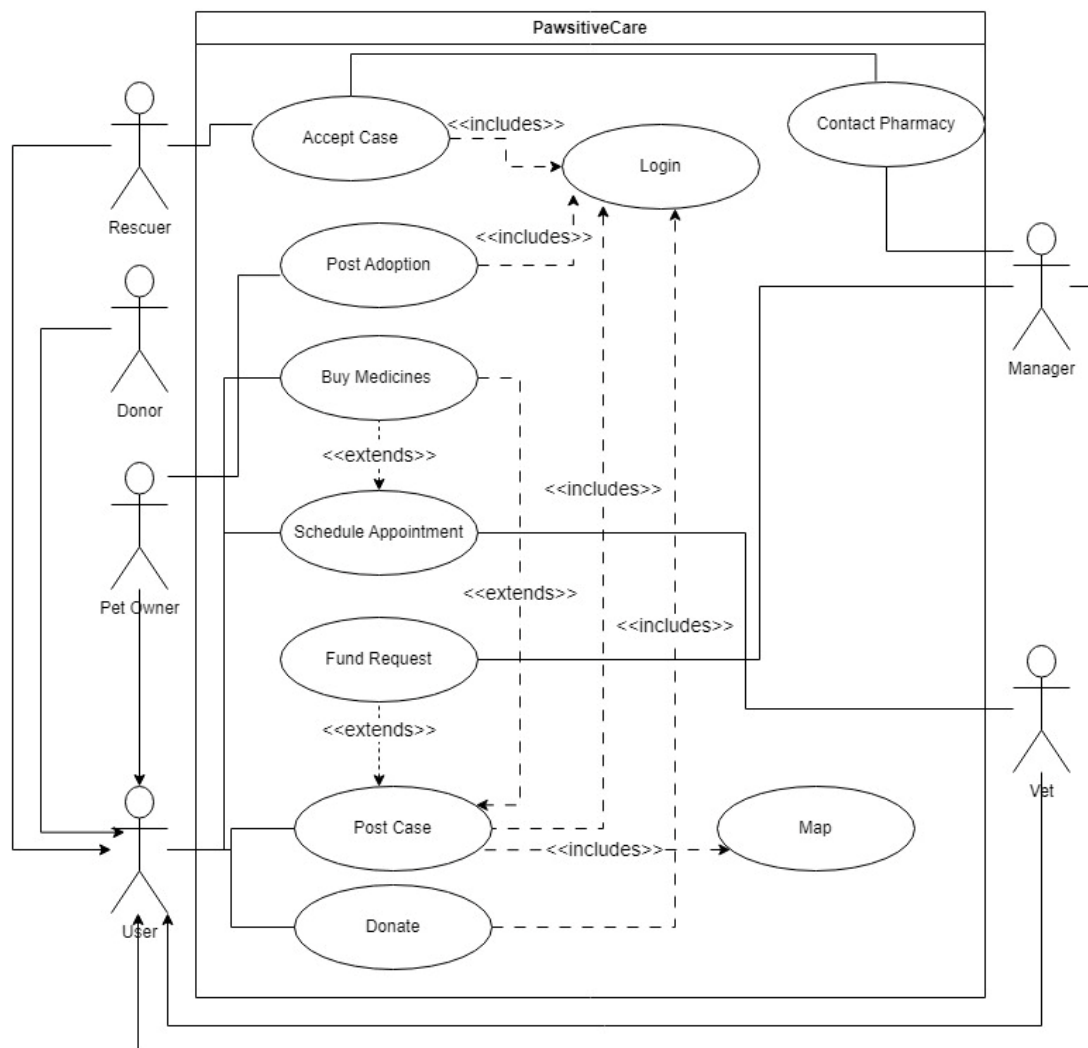 PawsitiveCare
Accept Case
<<includes>>
Contact Pharmacy
Login
Rescuer
<<includes>>
Post Adoption
Donor
Buy Medicines
Manager
<<extends>>
<<includes>>
Schedule Appointment
Pet Owner
<<extends>>
<<includes>>
Fund Request
<<extends>>
Vet
Post Case
<<includes>>
Map
Donate
User